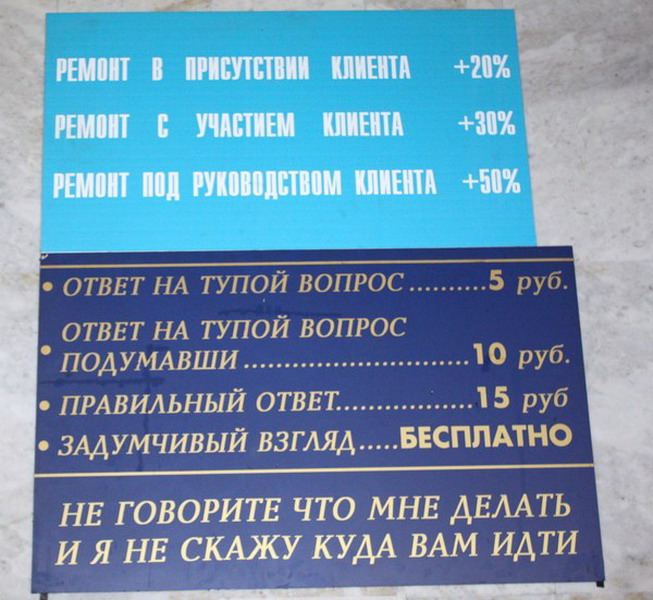 РЕМОНТ В ПРИСУТСТВИИ КЛИЕНТА +20%
РЕМОНТ С УЧАСТИЕМ КЛИЕНТА +30%
РЕМОНТ ПОД РУКОВОДСТВОМ КЛИЕНТА +50%
• ОТВЕТ НА ТУПОЙ ВОПРОС..........5 руб.
• ОТВЕТ НА ТУПОЙ ВОПРОС
ПОДУМАВШИ.............................10 руб.
• ПРАВИЛЬНЫЙ ОТВЕТ.................15 руб
• ЗАДУМЧИВЫЙ ВЗГЛЯД.....БЕСПЛАТНО
НЕ ГОВОРИТЕ ЧТО МНЕ ДЕЛАТЬ
И Я НЕ СКАЖУ КУДА ВАМ ИДТИ